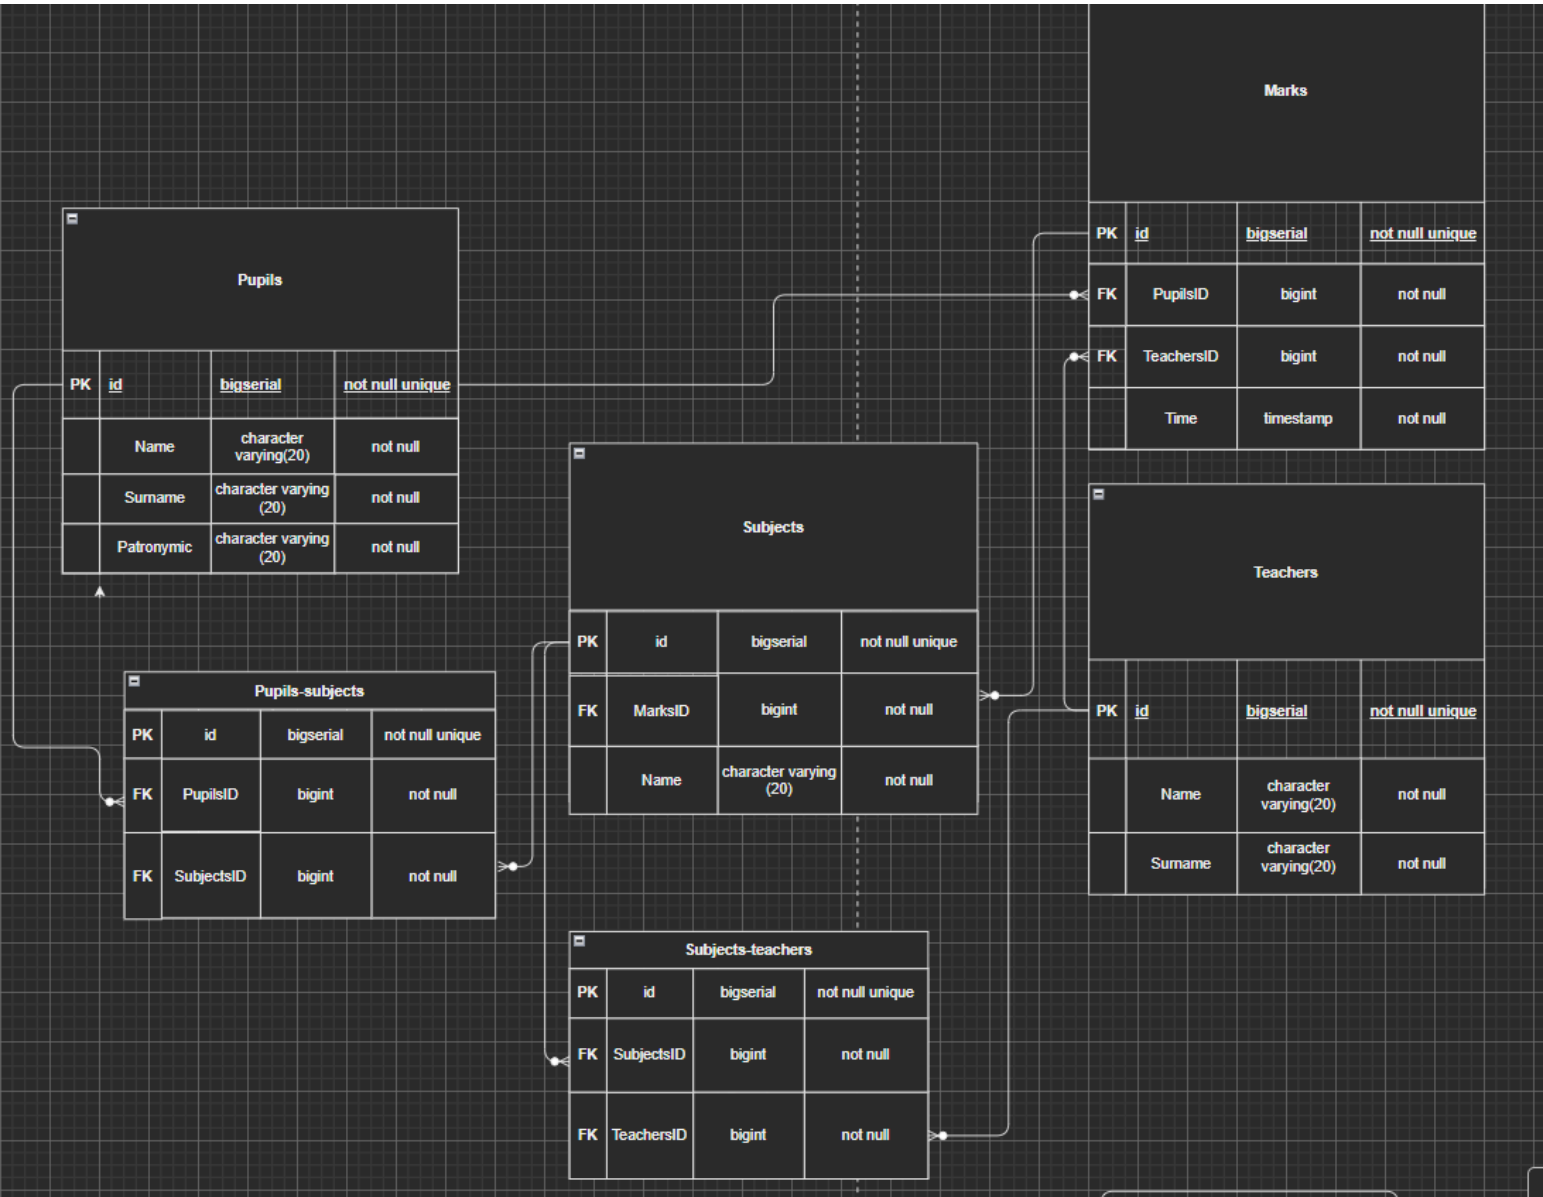 Marks
PK id bigserial not null unique
FK PupilsID bigint not null
FK TeachersID bigint not null
Time timestamp not null
Pupils
PK id bigserial not null unique
Name character varying(20) not null
Surname character varying (20) not null
Patronymic character varying (20) not null
Subjects
PK id bigserial not null unique
FK MarksID bigint not null
Name character varying (20) not null
Teachers
PK id bigserial not null unique
Name character varying(20) not null
Surname character varying(20) not null
Pupils-subjects
PK id bigserial not null unique
FK PupilsID bigint not null
FK SubjectsID bigint not null
Subjects-teachers
PK id bigserial not null unique
FK SubjectsID bigint not null
FK TeachersID bigint not null